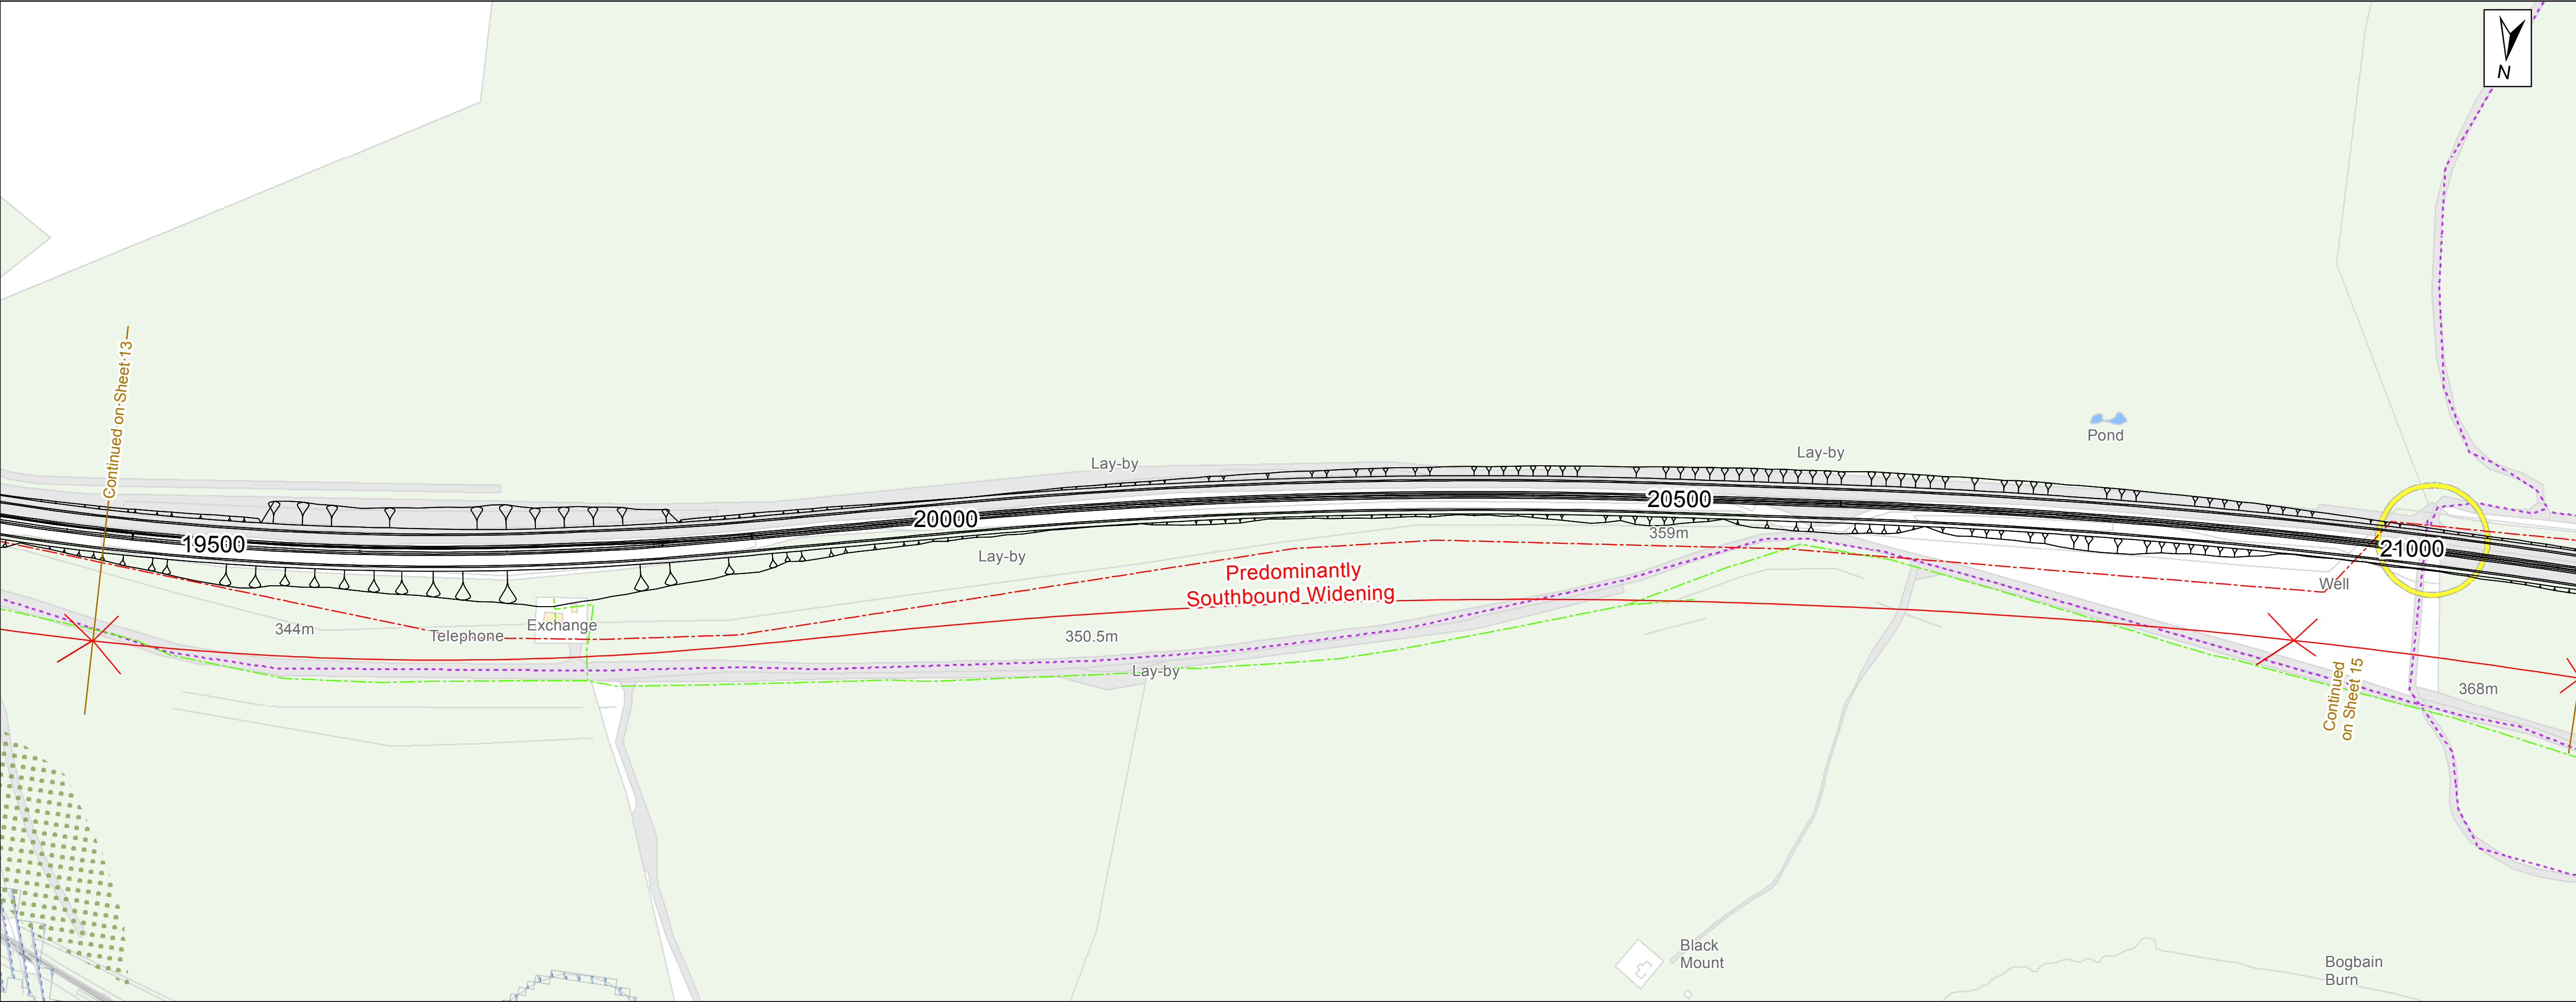 N
Continued on Sheet 13
Pond
Lay-by
Lay-by
19500
20000
20500
21000
359m
Lay-by
Well
Predominantly
Southbound Widening
344m
Telephone
Exchange
350.5m
Lay-by
Continued
on Sheet 15
368m
Black
Mount
Bogbain
Burn